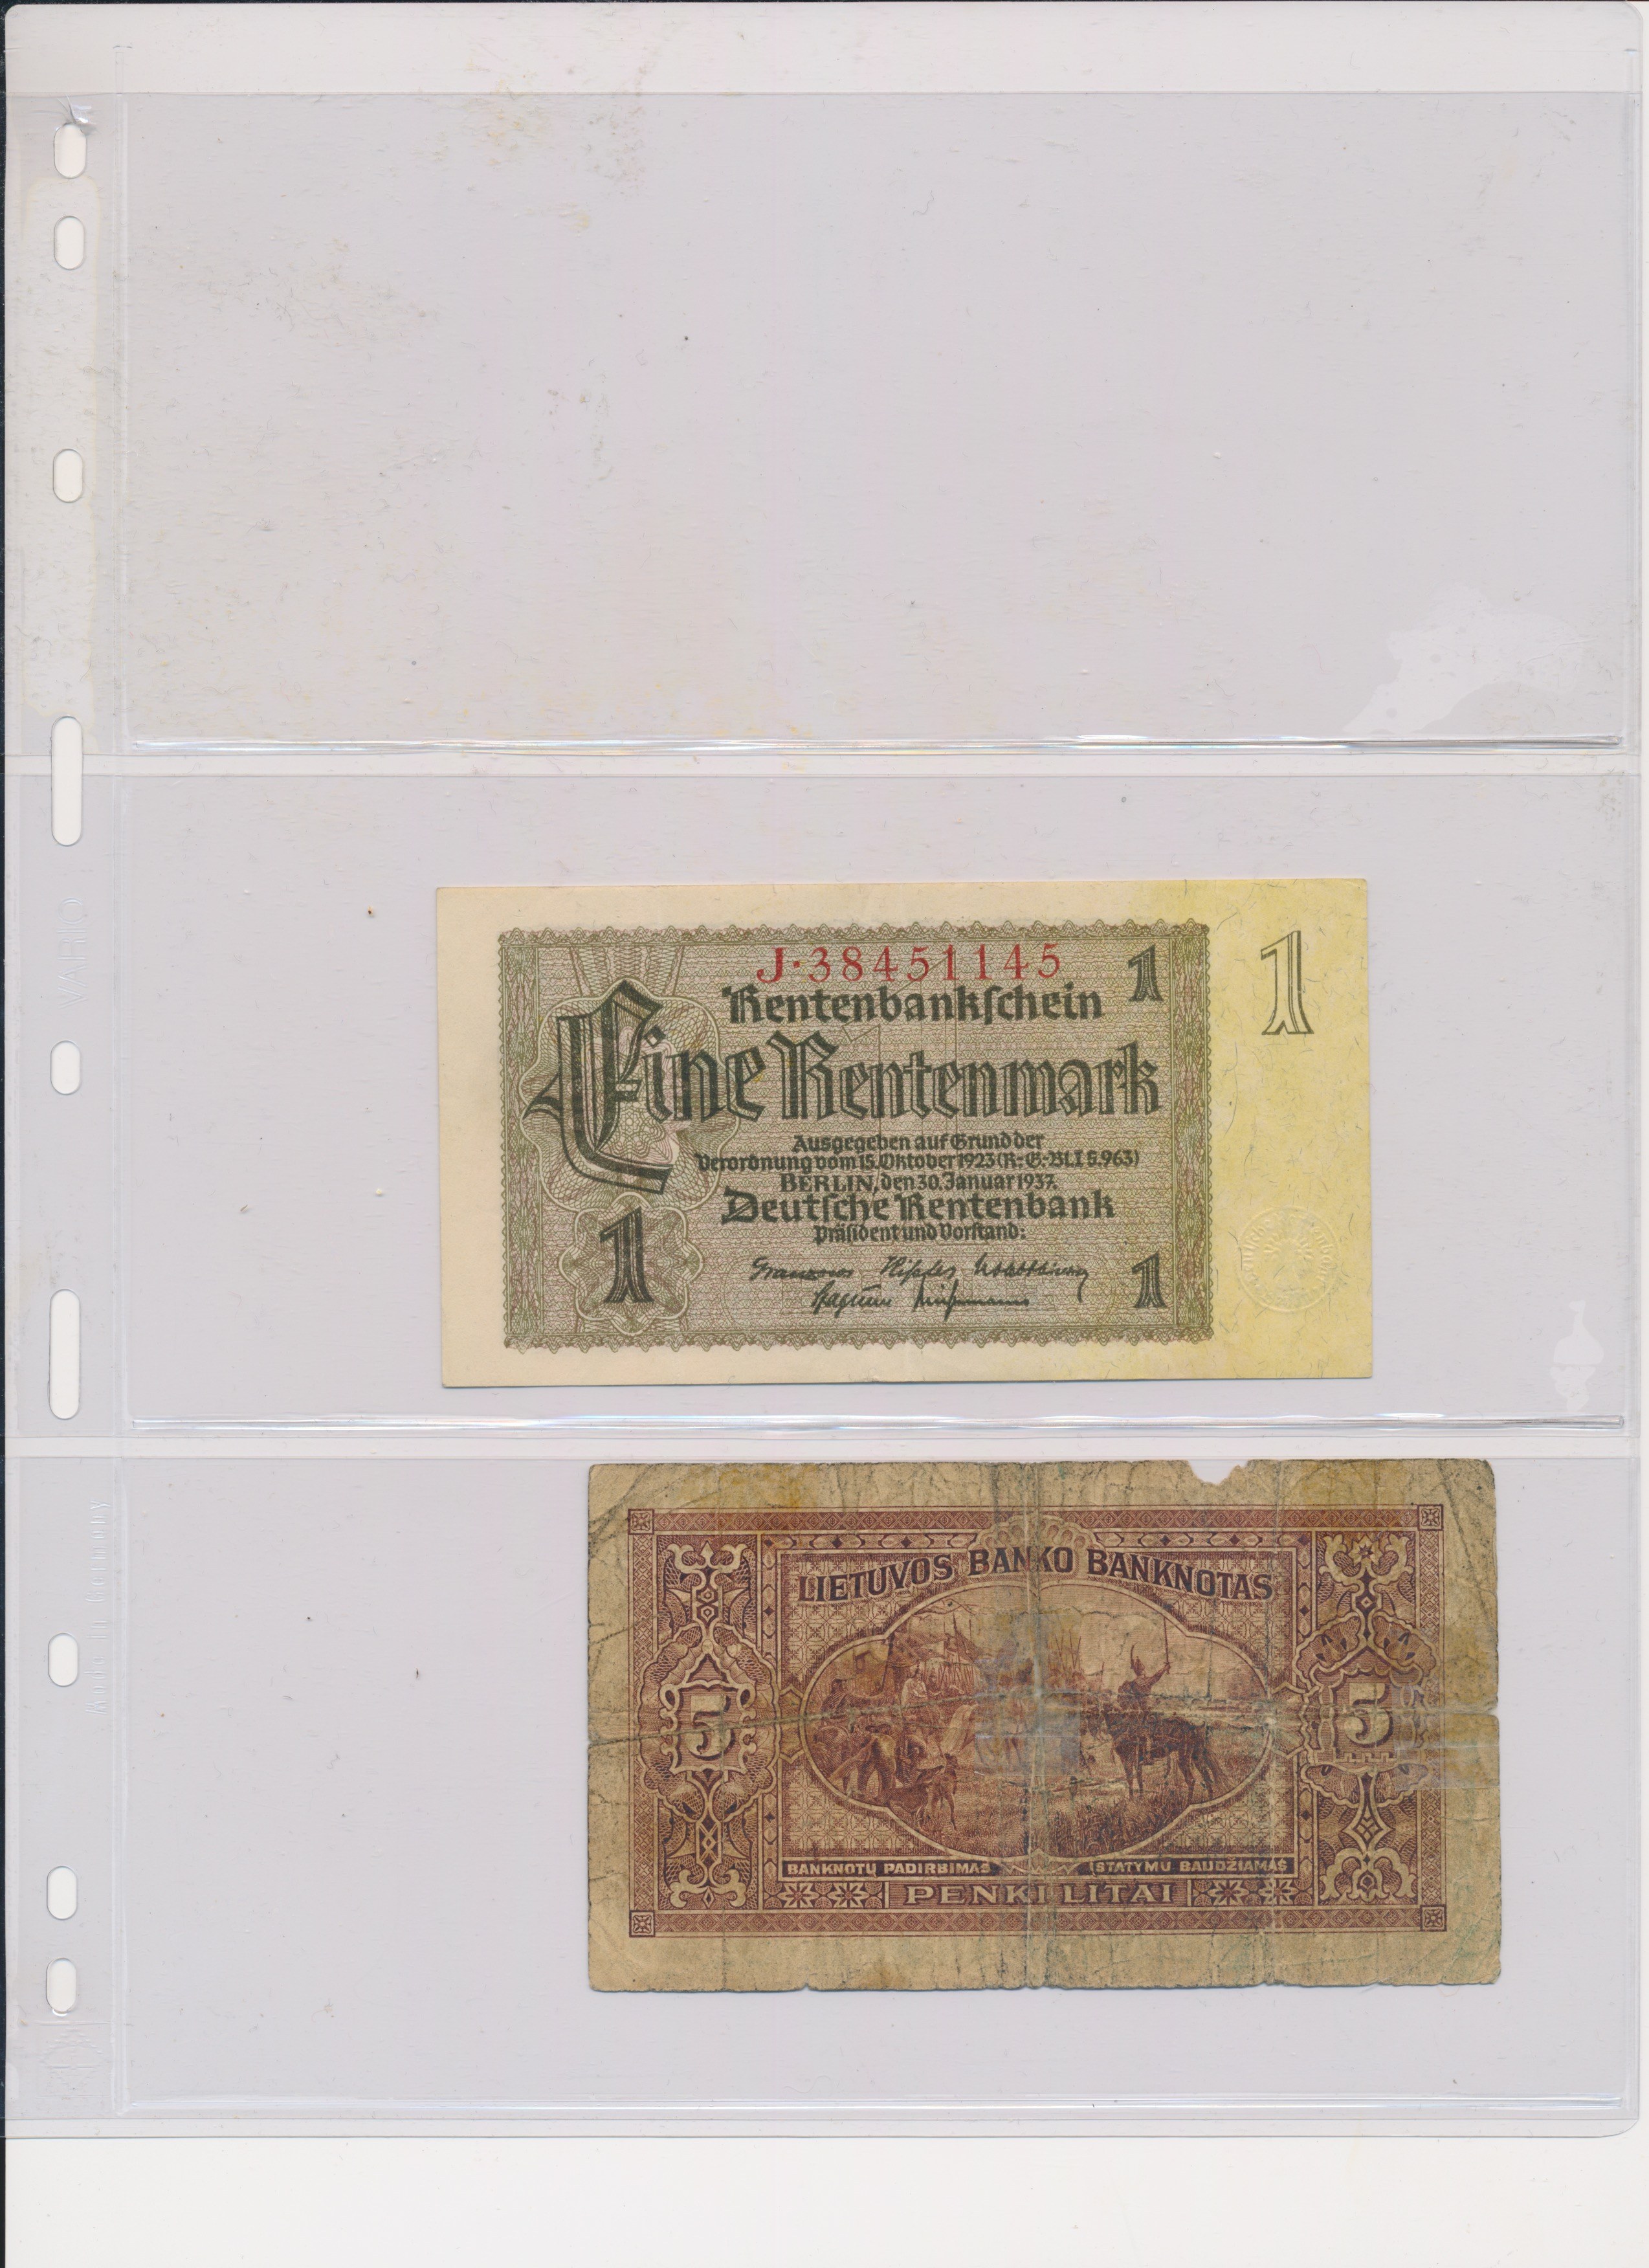 VARIO
Made in Germany
J·38451145
1
1
Rentenbankschein
Eine Rentenmark
Ausgegeben auf Grund der
Verordnung vom 15. Oktober 1923 (R.-G.-Bl. I S. 963)
BERLIN, den 30. Januar 1937.
Deutsche Rentenbank
Präsident und Vorstand:
1
1
LIETUVOS BANKO BANKNOTAS
5
5
BANKNOTŲ PADIRBIMAS ĮSTATYMU BAUDŽIAMAS
PENKI LITAI